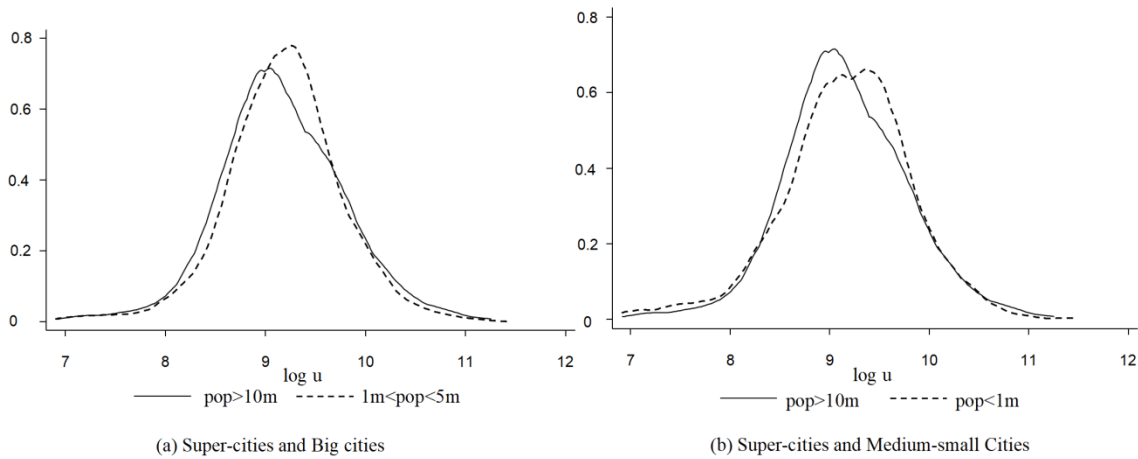 0.8
0.6
0.4
0.2
0
7 8 9 10 11 12
log u
pop>10m 1m<pop<5m
(a) Super-cities and Big cities
0.8
0.6
0.4
0.2
0
7 8 9 10 11 12
log u
pop>10m pop<1m
(b) Super-cities and Medium-small Cities